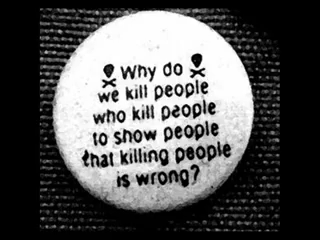 Why do
we kill people
who kill people
to show people
that killing people
is wrong?